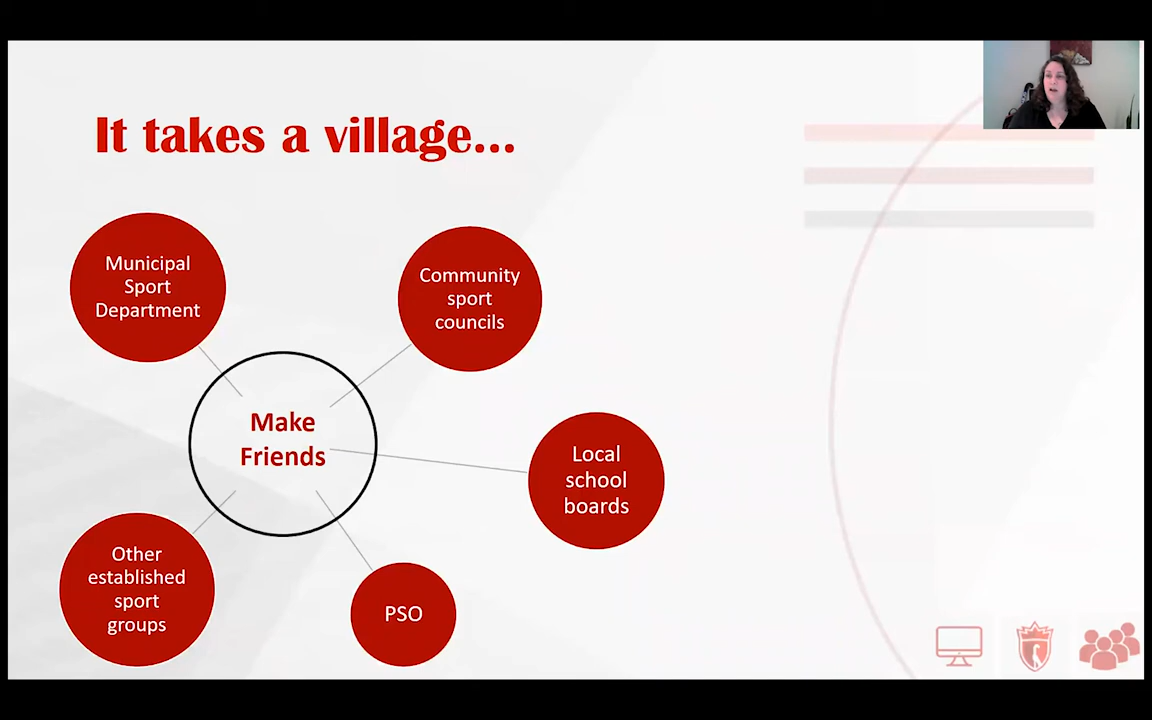 It takes a village...
Municipal
Sport
Department
Community
sport
councils
Make
Friends
Local
school
boards
Other
established
sport
groups
PSO